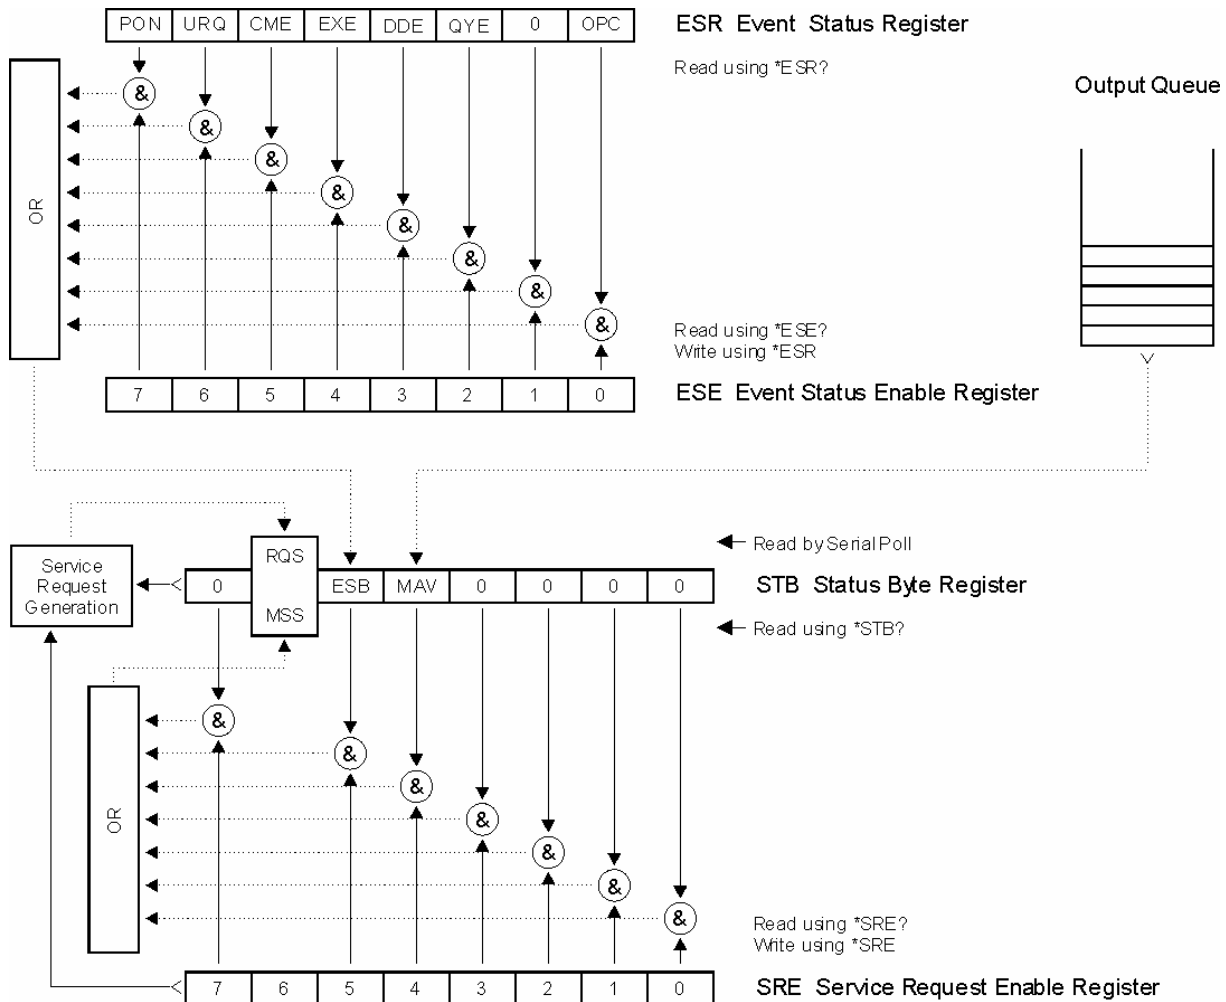 PON URQ CME EXE DDE QYE 0 OPC
ESR Event Status Register
Read using *ESR?
Output Queue
&
&
&
&
&
&
&
&
OR
Read using *ESE?
Write using *ESR
7 6 5 4 3 2 1 0
ESE Event Status Enable Register
Service
Request
Generation
RQS
MSS
0 ESB MAV 0 0 0 0
Read by Serial Poll
STB Status Byte Register
Read using *STB?
&
&
&
&
&
&
&
OR
Read using *SRE?
Write using *SRE
7 6 5 4 3 2 1 0
SRE Service Request Enable Register